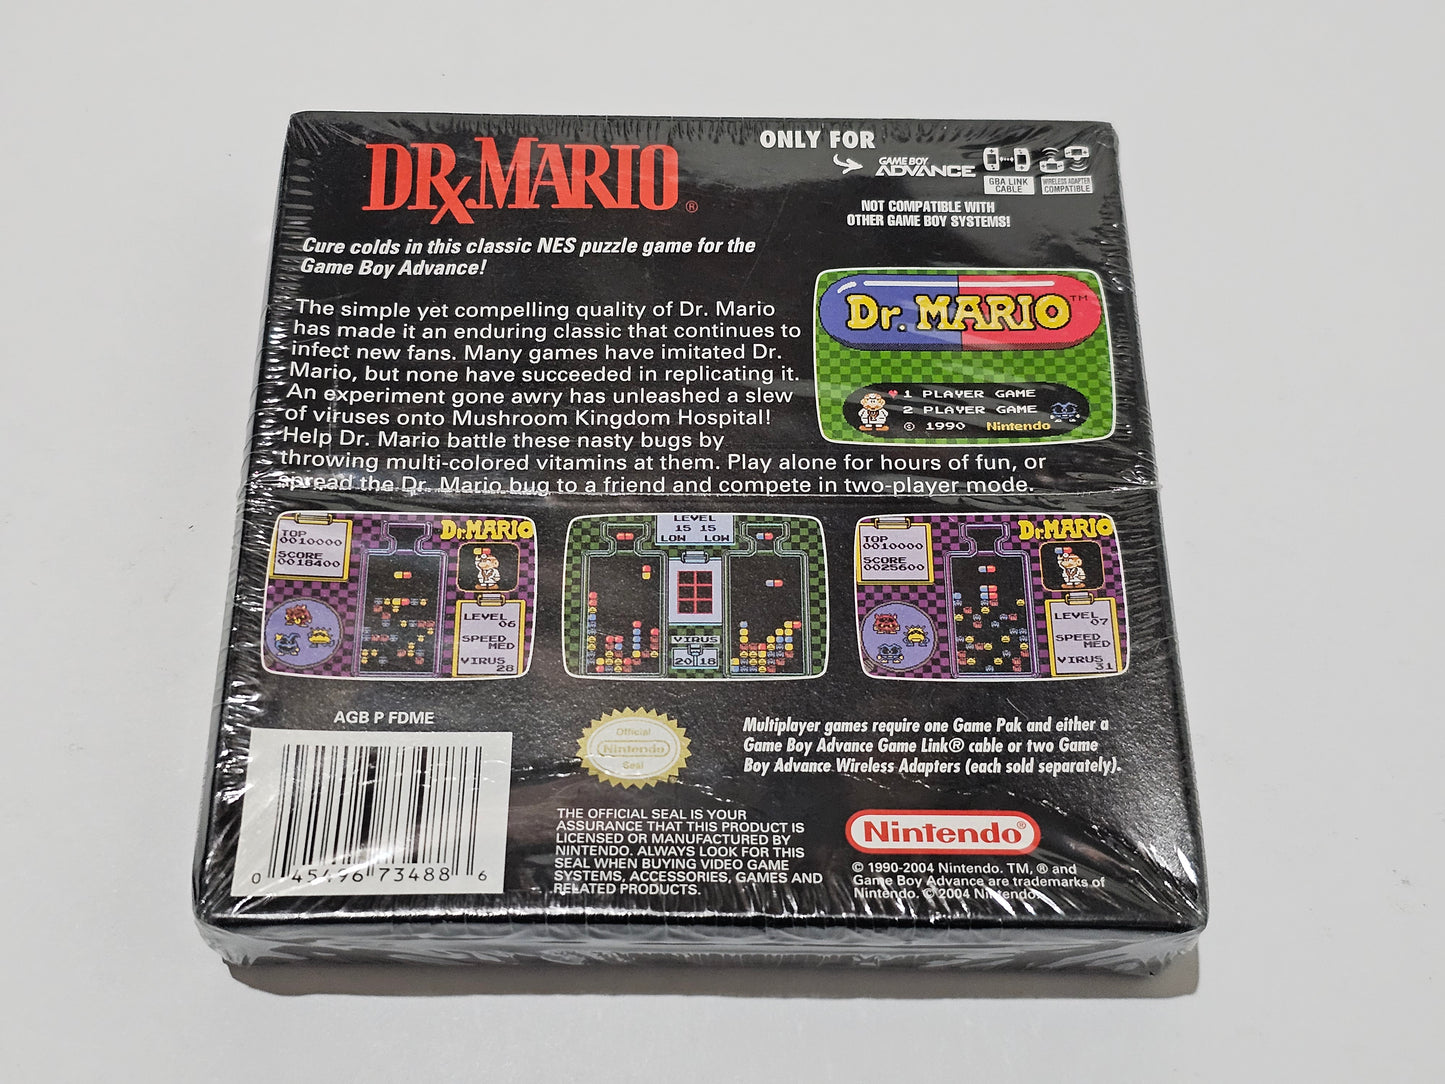 DRx.MARIO®
ONLY FOR
GAME BOY
ADVANCE
GBA LINK
CABLE
WIRELESS ADAPTER
COMPATIBLE
NOT COMPATIBLE WITH
OTHER GAME BOY SYSTEMS!
Cure colds in this classic NES puzzle game for the
Game Boy Advance!
The simple yet compelling quality of Dr. Mario
has made it an enduring classic that continues to
infect new fans. Many games have imitated Dr.
Mario, but none have succeeded in replicating it.
An experiment gone awry has unleashed a slew
of viruses onto Mushroom Kingdom Hospital!
Help Dr. Mario battle these nasty bugs by
throwing multi-colored vitamins at them. Play alone for hours of fun, or
spread the Dr. Mario bug to a friend and compete in two-player mode.
Dr. MARIO™
1 PLAYER GAME
2 PLAYER GAME
© 1990 Nintendo
TOP
0010000
SCORE
0018400
Dr.MARIO
LEVEL
06
SPEED
MED
VIRUS
28
LEVEL
15 15
LOW LOW
VIRUS
20 18
TOP
0010000
SCORE
0025600
Dr.MARIO
LEVEL
07
SPEED
MED
VIRUS
31
AGB P FDME
0 45496 73488 6
Official
Nintendo
Seal
THE OFFICIAL SEAL IS YOUR
ASSURANCE THAT THIS PRODUCT IS
LICENSED OR MANUFACTURED BY
NINTENDO. ALWAYS LOOK FOR THIS
SEAL WHEN BUYING VIDEO GAME
SYSTEMS, ACCESSORIES, GAMES AND
RELATED PRODUCTS.
Multiplayer games require one Game Pak and either a
Game Boy Advance Game Link® cable or two Game
Boy Advance Wireless Adapters (each sold separately).
Nintendo®
© 1990-2004 Nintendo. TM, ® and
Game Boy Advance are trademarks of
Nintendo. © 2004 Nintendo.